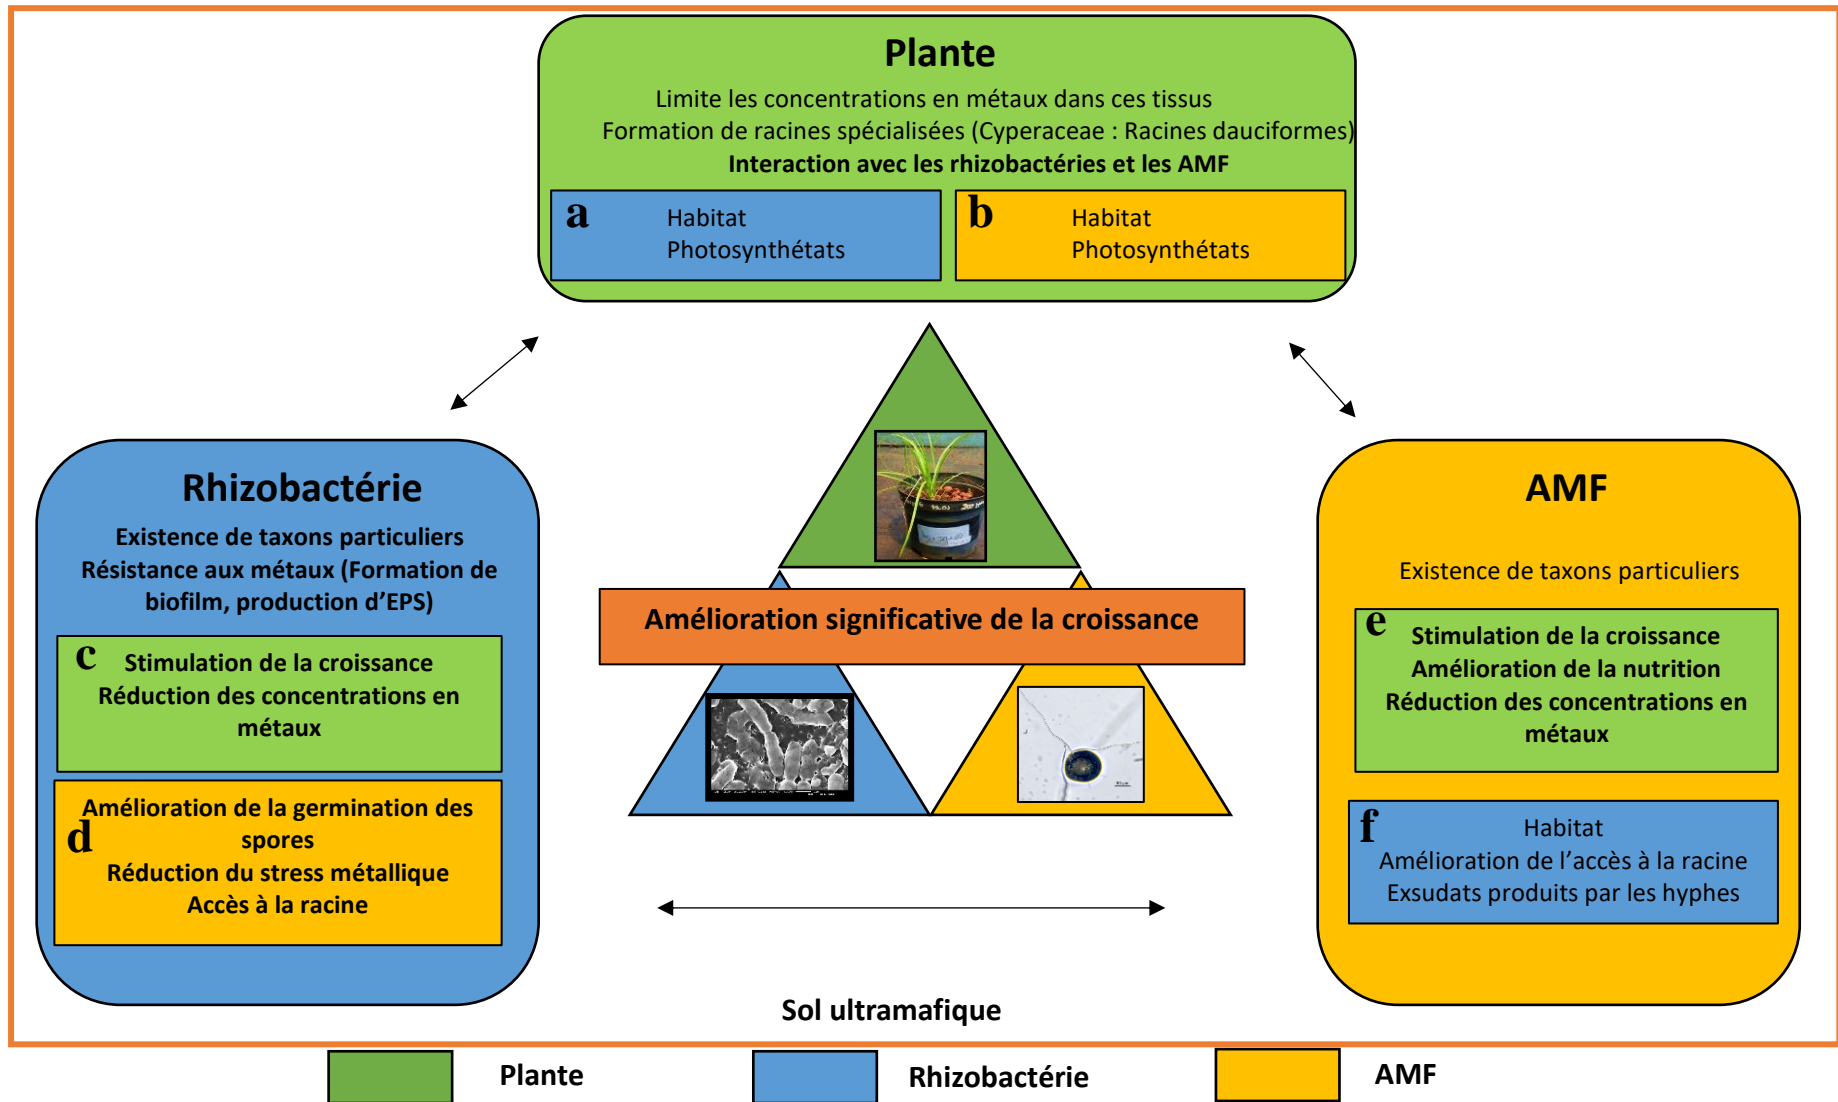 Plante
Limite les concentrations en métaux dans ces tissus
Formation de racines spécialisées (Cyperaceae : Racines dauciformes)
Interaction avec les rhizobactéries et les AMF
a
Habitat
Photosynthétats
b
Habitat
Photosynthétats
Rhizobactérie
Existence de taxons particuliers
Résistance aux métaux (Formation de
biofilm, production d’EPS)
c
Stimulation de la croissance
Réduction des concentrations en
métaux
d
Amélioration de la germination des
spores
Réduction du stress métallique
Accès à la racine
Amélioration significative de la croissance
AMF
Existence de taxons particuliers
e
Stimulation de la croissance
Amélioration de la nutrition
Réduction des concentrations en
métaux
f
Habitat
Amélioration de l’accès à la racine
Exsudats produits par les hyphes
Sol ultramafique
Plante
Rhizobactérie
AMF